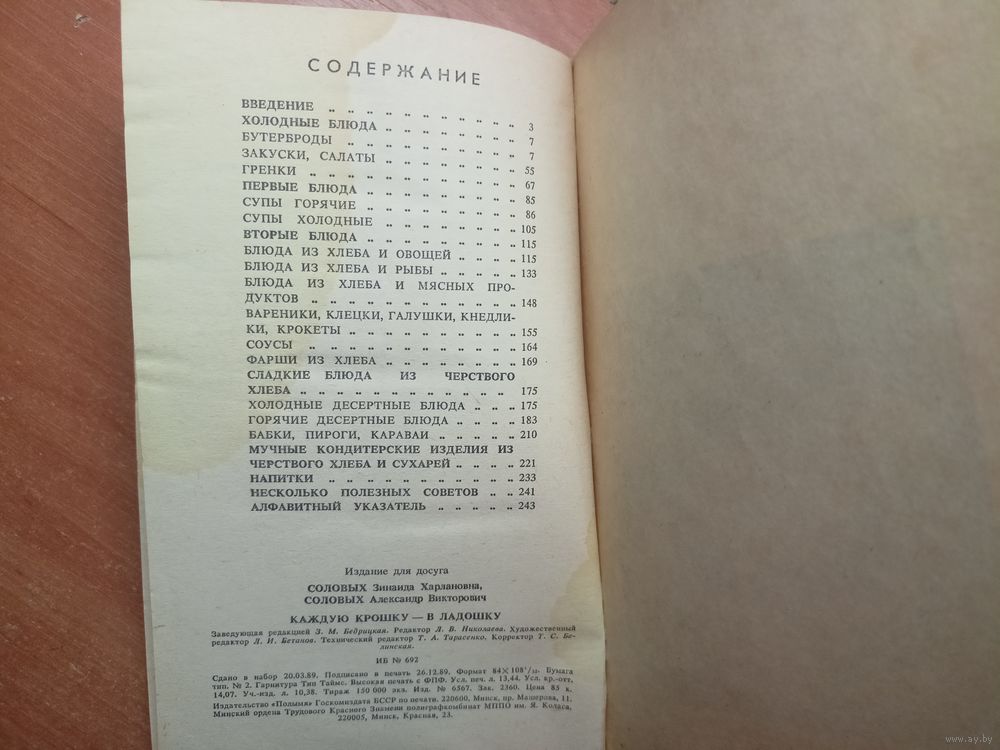 СОДЕРЖАНИЕ
ВВЕДЕНИЕ .. .. .. .. .. .. .. .. .. .. 3
ХОЛОДНЫЕ БЛЮДА .. .. .. .. .. .. .. 7
БУТЕРБРОДЫ .. .. .. .. .. .. .. .. .. 7
ЗАКУСКИ, САЛАТЫ .. .. .. .. .. .. .. 55
ГРЕНКИ .. .. .. .. .. .. .. .. .. .. .. 67
ПЕРВЫЕ БЛЮДА .. .. .. .. .. .. .. .. 85
СУПЫ ГОРЯЧИЕ .. .. .. .. .. .. .. .. 86
СУПЫ ХОЛОДНЫЕ .. .. .. .. .. .. .. 105
ВТОРЫЕ БЛЮДА .. .. .. .. .. .. .. .. 115
БЛЮДА ИЗ ХЛЕБА И ОВОЩЕЙ .. .. .. .. 115
БЛЮДА ИЗ ХЛЕБА И РЫБЫ .. .. .. .. 133
БЛЮДА ИЗ ХЛЕБА И МЯСНЫХ ПРО-
ДУКТОВ .. .. .. .. .. .. .. .. .. .. .. 148
ВАРЕНИКИ, КЛЕЦКИ, ГАЛУШКИ, КНЕДЛИ-
КИ, КРОКЕТЫ .. .. .. .. .. .. .. .. .. 155
СОУСЫ .. .. .. .. .. .. .. .. .. .. .. 164
ФАРШИ ИЗ ХЛЕБА .. .. .. .. .. .. .. 169
СЛАДКИЕ БЛЮДА ИЗ ЧЕРСТВОГО
ХЛЕБА .. .. .. .. .. .. .. .. .. .. .. 175
ХОЛОДНЫЕ ДЕСЕРТНЫЕ БЛЮДА .. .. .. 175
ГОРЯЧИЕ ДЕСЕРТНЫЕ БЛЮДА .. .. .. .. 183
БАБКИ, ПИРОГИ, КАРАВАИ .. .. .. .. .. 210
МУЧНЫЕ КОНДИТЕРСКИЕ ИЗДЕЛИЯ ИЗ
ЧЕРСТВОГО ХЛЕБА И СУХАРЕЙ .. .. .. .. 221
НАПИТКИ .. .. .. .. .. .. .. .. .. .. 233
НЕСКОЛЬКО ПОЛЕЗНЫХ СОВЕТОВ .. .. 241
АЛФАВИТНЫЙ УКАЗАТЕЛЬ .. .. .. .. .. 243
Издание для досуга
СОЛОВЫХ Зинаида Харлановна,
СОЛОВЫХ Александр Викторович
КАЖДУЮ КРОШКУ — В ЛАДОШКУ
Заведующая редакцией З. М. Бедрицкая. Редактор Л. В. Николаева. Художественный
редактор Л. И. Бетанов. Технический редактор Т. А. Тарасенко, Корректор Т. С. Бе-
линская.
ИБ № 692
Сдано в набор 20.03.89. Подписано в печать 26.12.89. Формат 84×108¹/₃₂. Бумага
тип. № 2. Гарнитура Тип Таймс. Высокая печать с ФПФ. Усл. печ. л. 13,44. Усл. кр.-отт.
14,07. Уч.-изд. л. 10,38. Тираж 150 000 экз. Изд. № 6567. Зак. 2360. Цена 85 к.
Издательство «Полымя» Госкомиздата БССР по печати. 220600, Минск, пр. Машерова, 11.
Минский ордена Трудового Красного Знамени полиграфкомбинат МППО им. Я. Коласа,
220005, Минск, Красная, 23.
www.ay.by